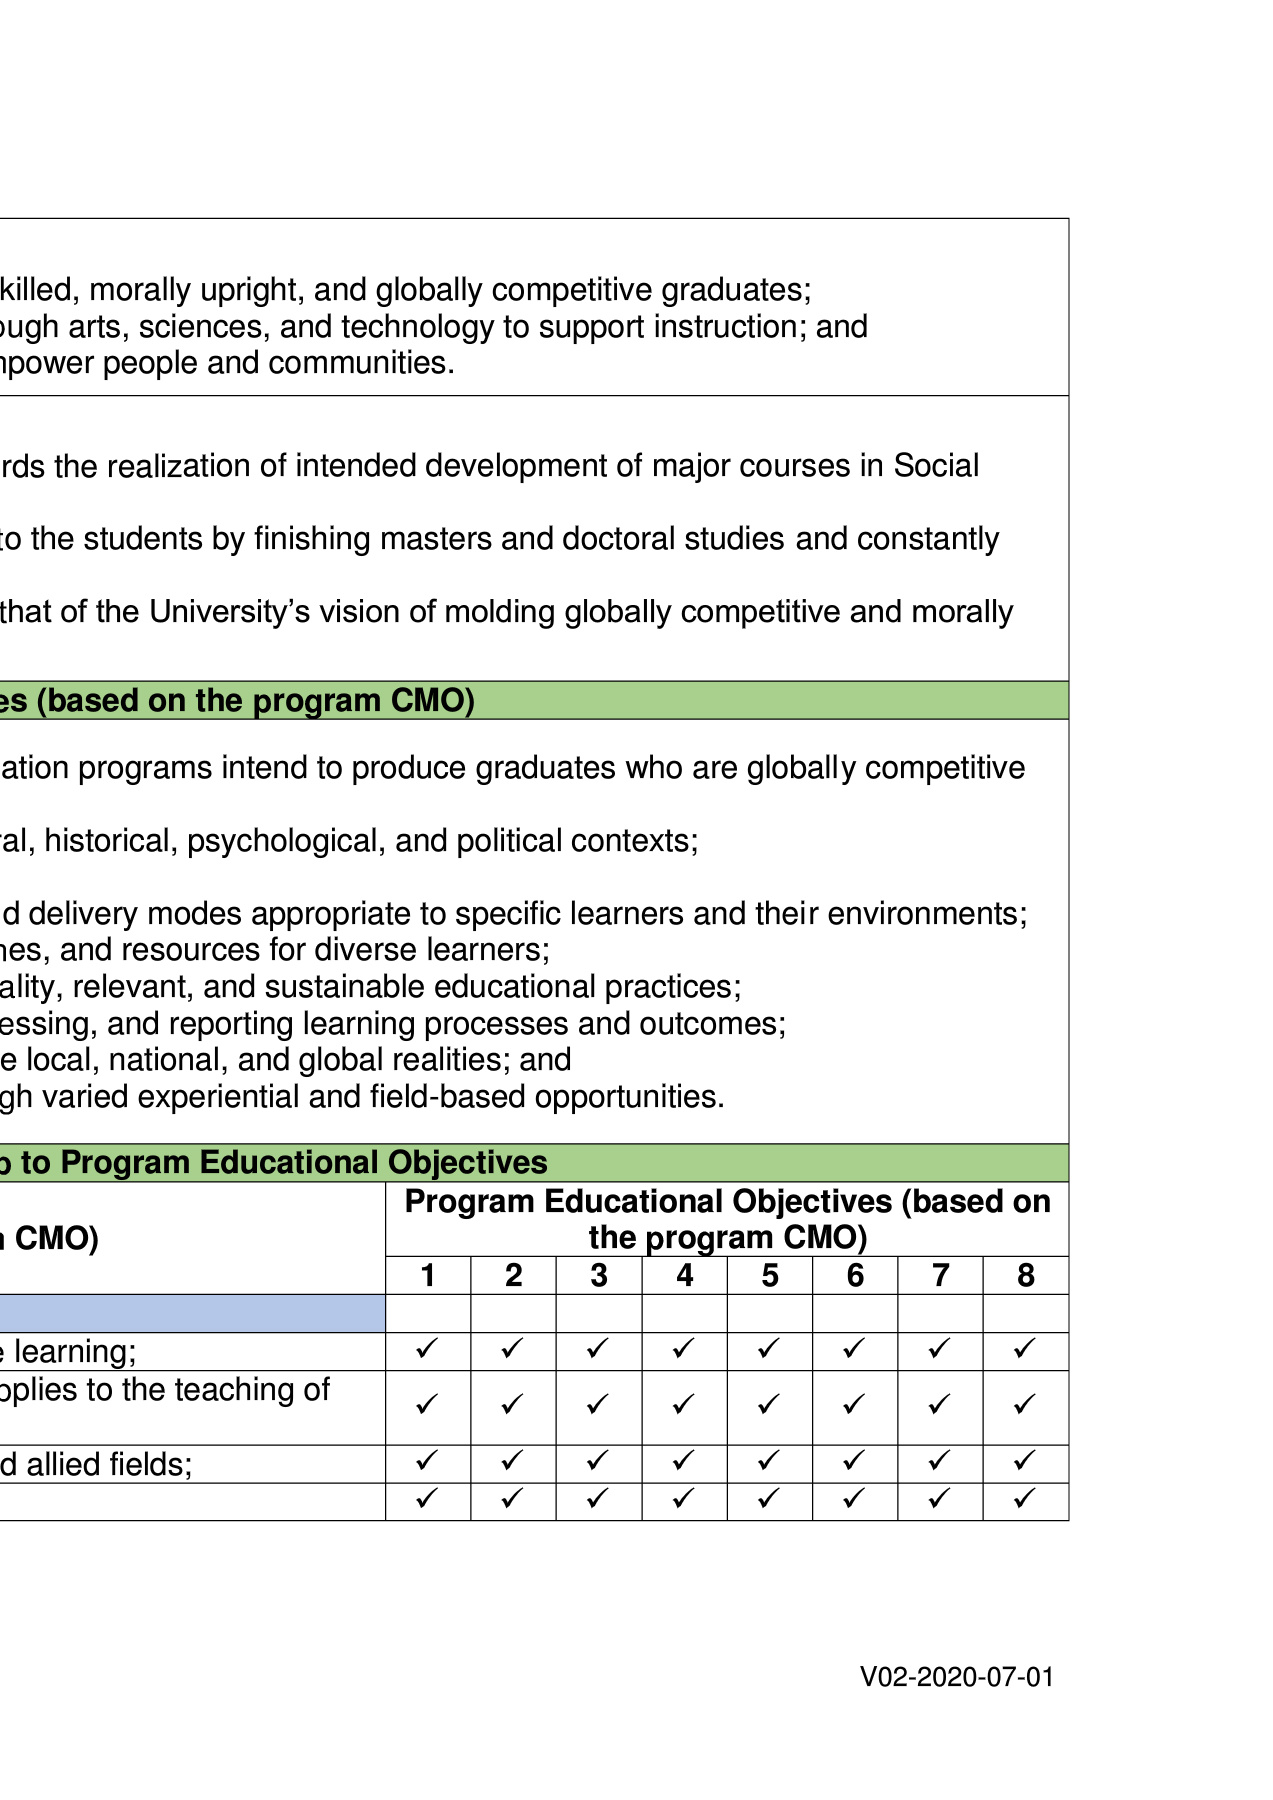 killed, morally upright, and globally competitive graduates;
ough arts, sciences, and technology to support instruction; and
mpower people and communities.
rds the realization of intended development of major courses in Social
to the students by finishing masters and doctoral studies and constantly
that of the University’s vision of molding globally competitive and morally
es (based on the program CMO)
ation programs intend to produce graduates who are globally competitive
ral, historical, psychological, and political contexts;
d delivery modes appropriate to specific learners and their environments;
hes, and resources for diverse learners;
ality, relevant, and sustainable educational practices;
essing, and reporting learning processes and outcomes;
e local, national, and global realities; and
gh varied experiential and field-based opportunities.
p to Program Educational Objectives
Program Educational Objectives (based on
the program CMO)
m CMO)
1 2 3 4 5 6 7 8
e learning; ✓ ✓ ✓ ✓ ✓ ✓ ✓ ✓
pplies to the teaching of
✓ ✓ ✓ ✓ ✓ ✓ ✓ ✓
d allied fields; ✓ ✓ ✓ ✓ ✓ ✓ ✓ ✓
✓ ✓ ✓ ✓ ✓ ✓ ✓ ✓
V02-2020-07-01